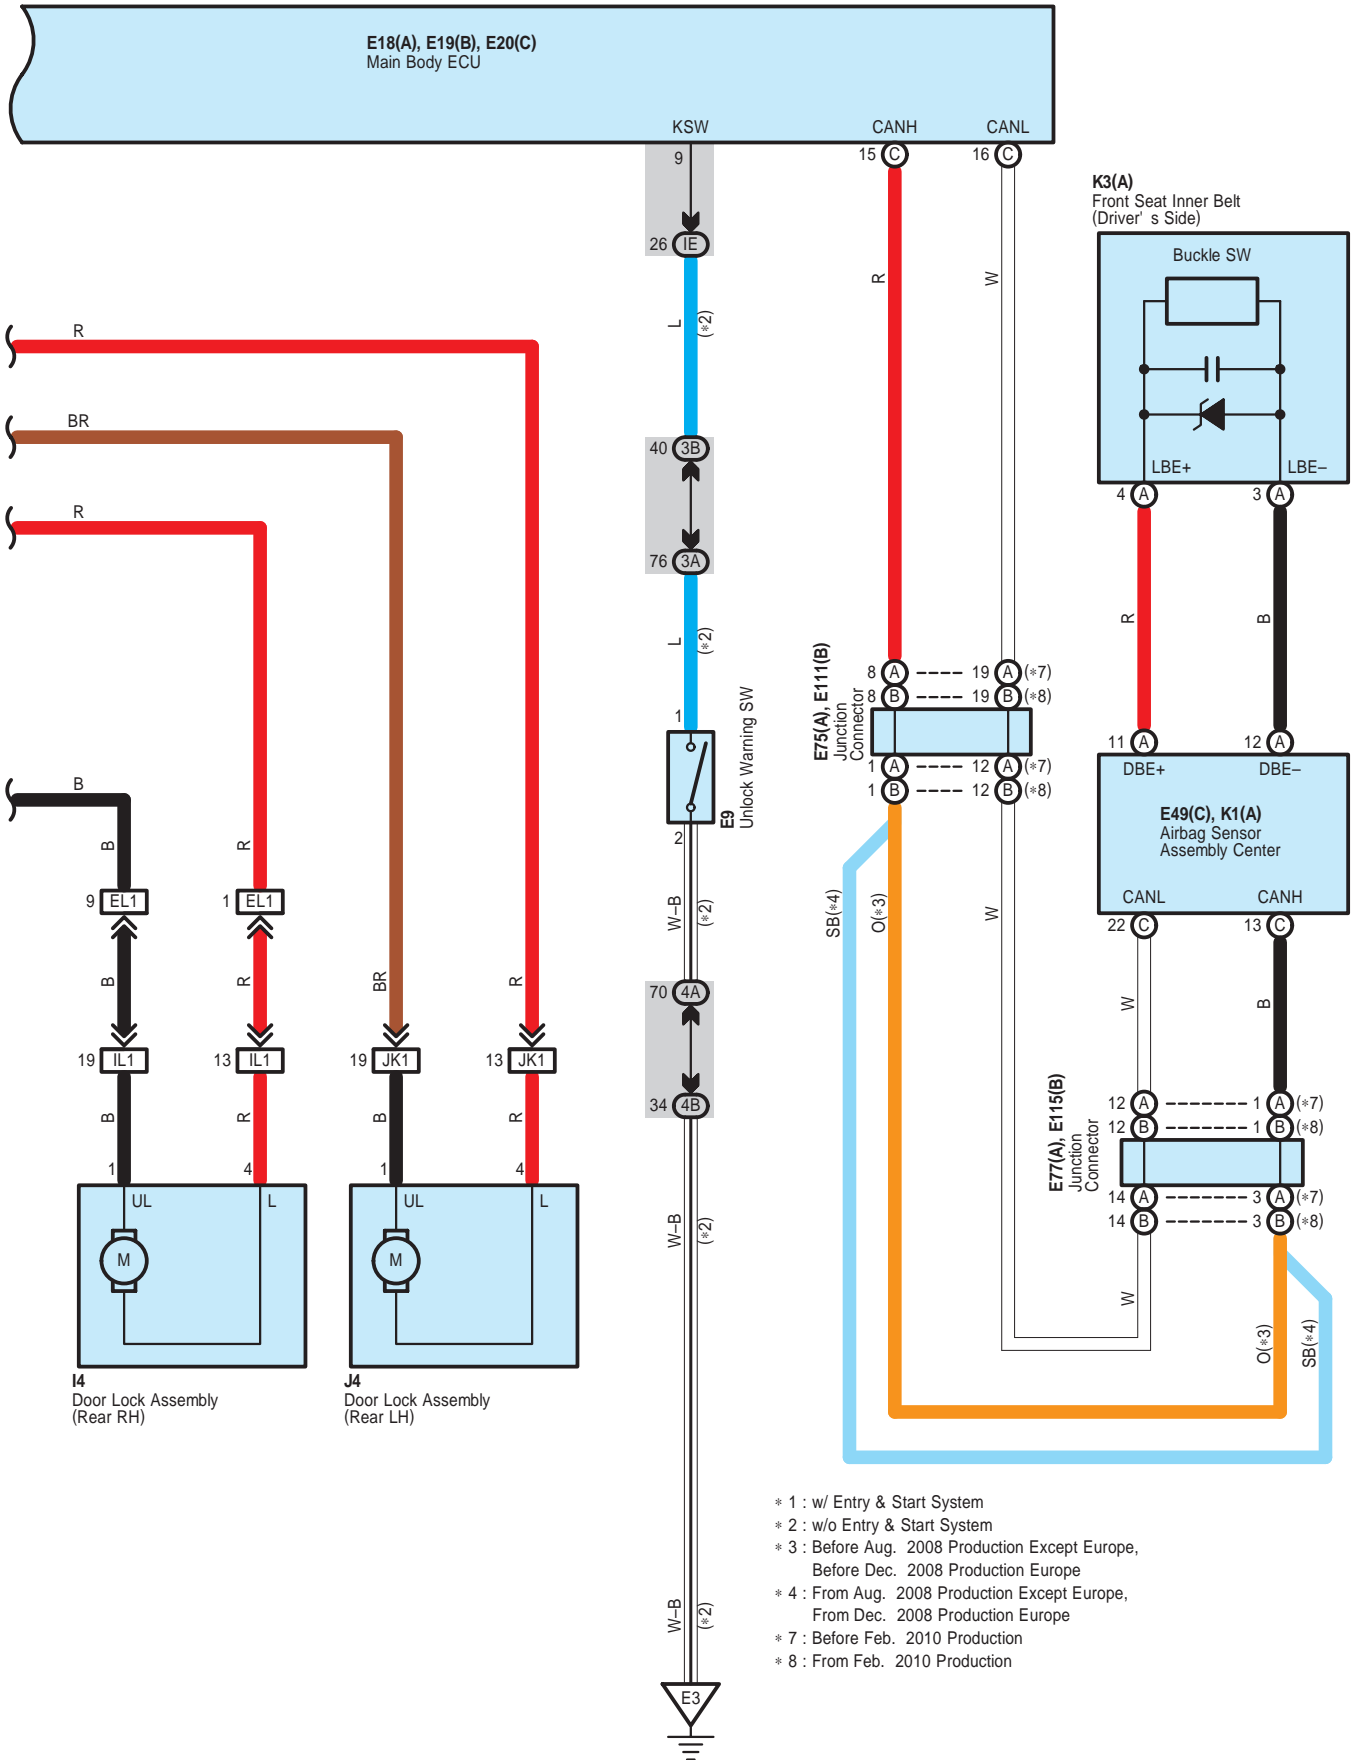 E18(A), E19(B), E20(C)
Main Body ECU
KSW
CANH
CANL
9
15 C
16 C
26 IE
K3(A)
Front Seat Inner Belt
(Driver' s Side)
Buckle SW
LBE+
LBE–
4 A
3 A
R
W
L
(*2)
R
BR
R
40 3B
76 3A
L
(*2)
R
B
1
E9
Unlock Warning SW
2
E75(A), E111(B)
Junction
Connector
8 A
19 A (*7)
8 B
19 B (*8)
1 A
12 A (*7)
1 B
12 B (*8)
11 A
12 A
DBE+
DBE–
E49(C), K1(A)
Airbag Sensor
Assembly Center
CANL
CANH
22 C
13 C
B
B
R
9 EL1
1 EL1
W–B
(*2)
SB(*4)
O(*3)
W
B
R
BR
R
70 4A
W
B
19 IL1
13 IL1
19 JK1
13 JK1
34 4B
B
R
B
R
E77(A), E115(B)
Junction
Connector
12 A
1 A (*7)
12 B
1 B (*8)
14 A
3 A (*7)
14 B
3 B (*8)
1
4
1
4
UL
L
UL
L
M
M
W–B
(*2)
W
O(*3)
SB(*4)
I4
Door Lock Assembly
(Rear RH)
J4
Door Lock Assembly
(Rear LH)
* 1 : w/ Entry & Start System
* 2 : w/o Entry & Start System
* 3 : Before Aug. 2008 Production Except Europe,
Before Dec. 2008 Production Europe
* 4 : From Aug. 2008 Production Except Europe,
From Dec. 2008 Production Europe
* 7 : Before Feb. 2010 Production
* 8 : From Feb. 2010 Production
W–B
(*2)
E3